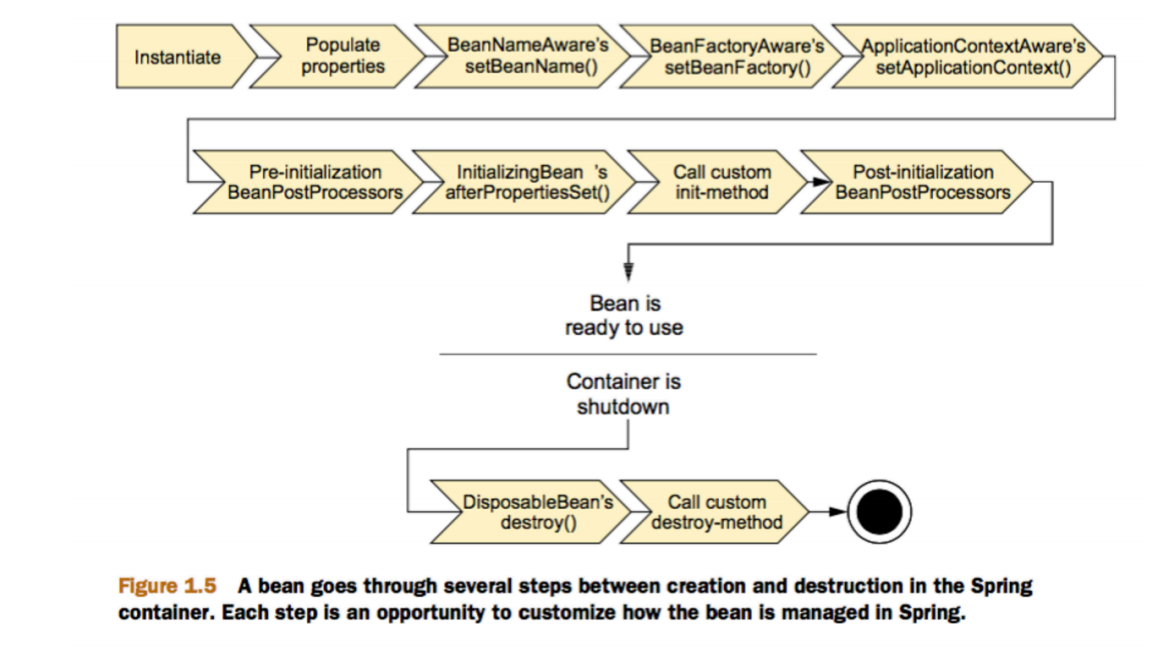 Instantiate
Populate
properties
BeanNameAware's
setBeanName()
BeanFactoryAware's
setBeanFactory()
ApplicationContextAware's
setApplicationContext()
Pre-initialization
BeanPostProcessors
InitializingBean 's
afterPropertiesSet()
Call custom
init-method
Post-initialization
BeanPostProcessors
Bean is
ready to use
Container is
shutdown
DisposableBean's
destroy()
Call custom
destroy-method
Figure 1.5 A bean goes through several steps between creation and destruction in the Spring
container. Each step is an opportunity to customize how the bean is managed in Spring.